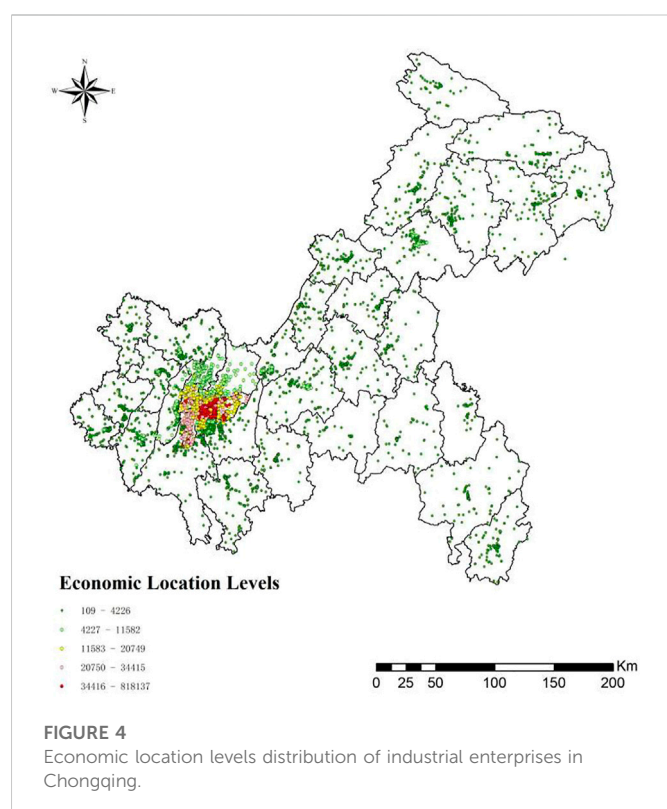 N
W E
S
Economic Location Levels
109 - 4226
4227 - 11582
11583 - 20749
20750 - 34415
34416 - 818137
Km
0 25 50 100 150 200
FIGURE 4
Economic location levels distribution of industrial enterprises in
Chongqing.